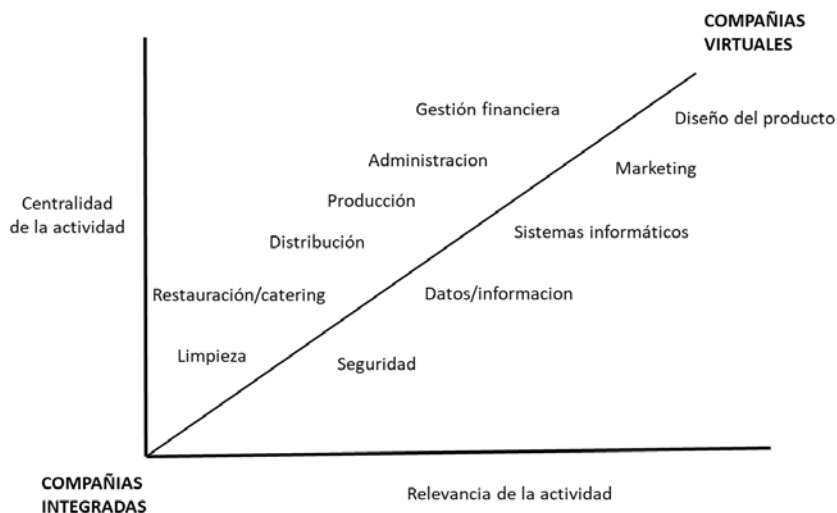 COMPAÑIAS
VIRTUALES
Gestión financiera
Diseño del producto
Administracion
Marketing
Centralidad
de la actividad
Producción
Sistemas informáticos
Distribución
Restauración/catering
Datos/informacion
Limpieza
Seguridad
COMPAÑIAS
INTEGRADAS
Relevancia de la actividad